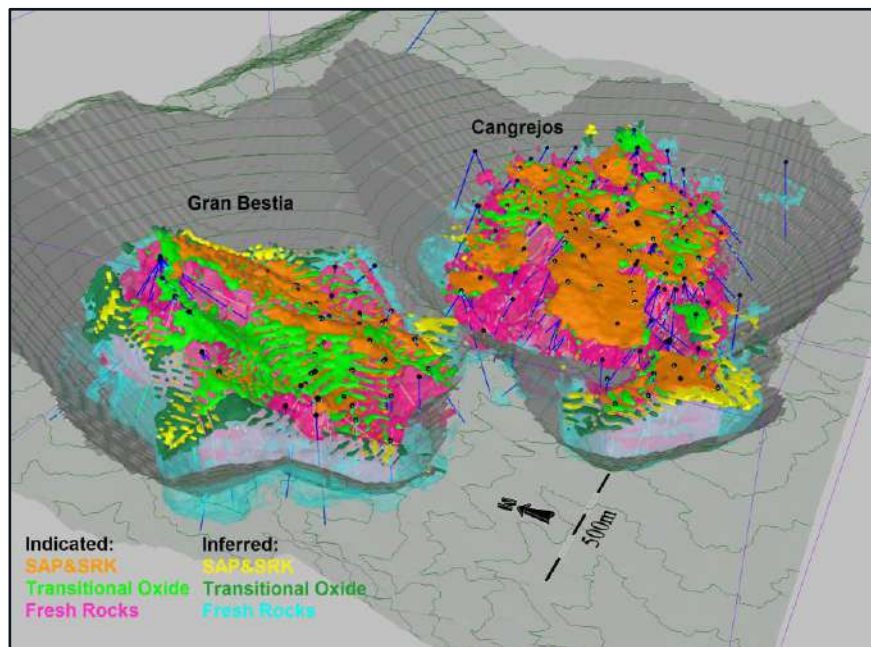 Cangrejos
Gran Bestia
N
500m
Indicated: Inferred:
SAP&SRK SAP&SRK
Transitional Oxide Transitional Oxide
Fresh Rocks Fresh Rocks